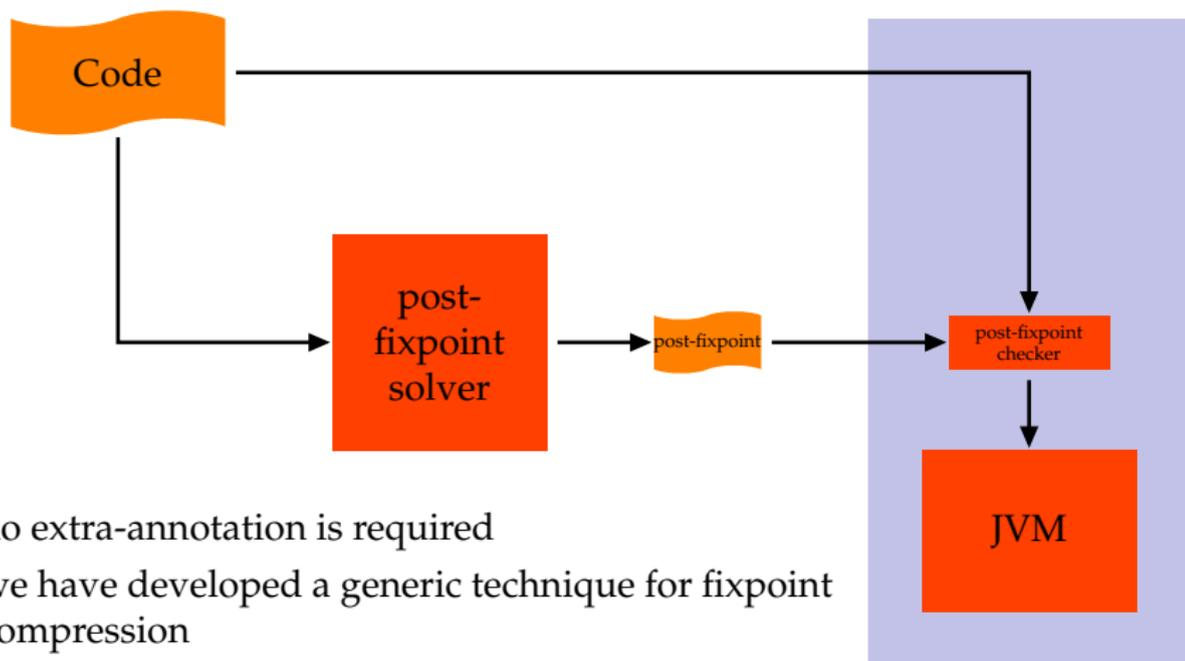 Code
post-
fixpoint
solver
post-fixpoint
post-fixpoint
checker
JVM
o extra-annotation is required
ve have developed a generic technique for fixpoint
ompression